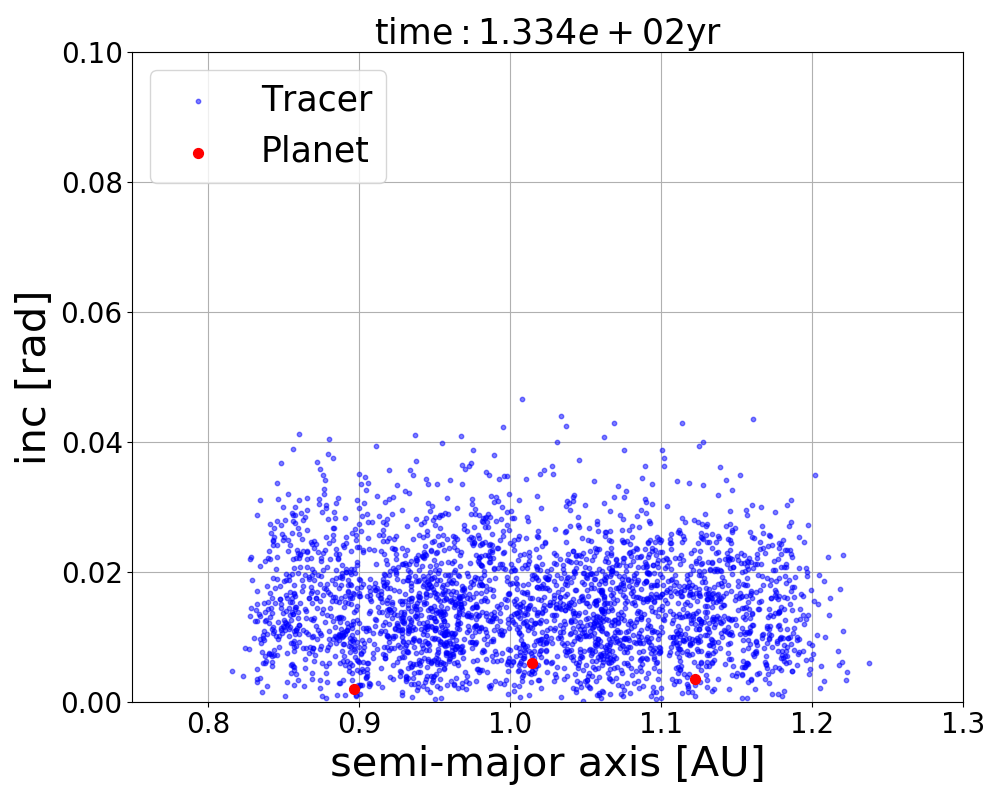 time: 1.334e + 02yr
0.10
Tracer
Planet
0.08
0.06
inc [rad]
0.04
0.02
0.00
0.8 0.9 1.0 1.1 1.2 1.3
semi-major axis [AU]